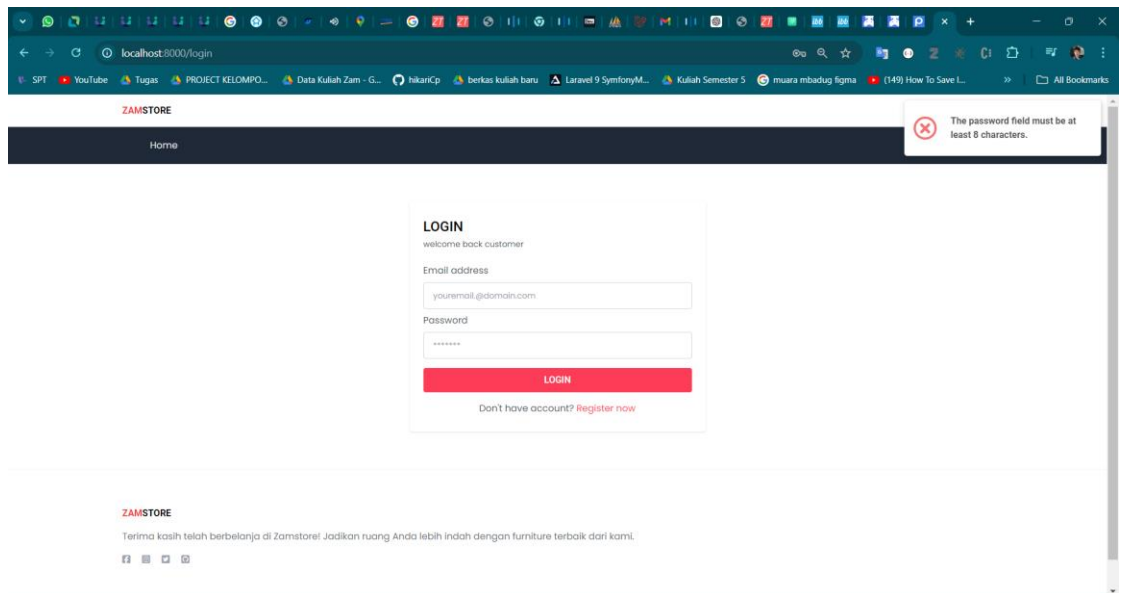 localhost:8000/login
SPT
YouTube
Tugas
PROJECT KELOMPO...
Data Kuliah Zam - G...
hikariCp
berkas kuliah baru
Laravel 9 SymfonyM...
Kuliah Semester 5
muara mbadug figma
(149) How To Save I...
All Bookmarks
ZAMSTORE
The password field must be at
least 8 characters.
Home
LOGIN
welcome back customer
Email address
youremail.@domain.com
Password
LOGIN
Don't have account? Register now
ZAMSTORE
Terima kasih telah berbelanja di Zamstore! Jadikan ruang Anda lebih indah dengan furniture terbaik dari kami.